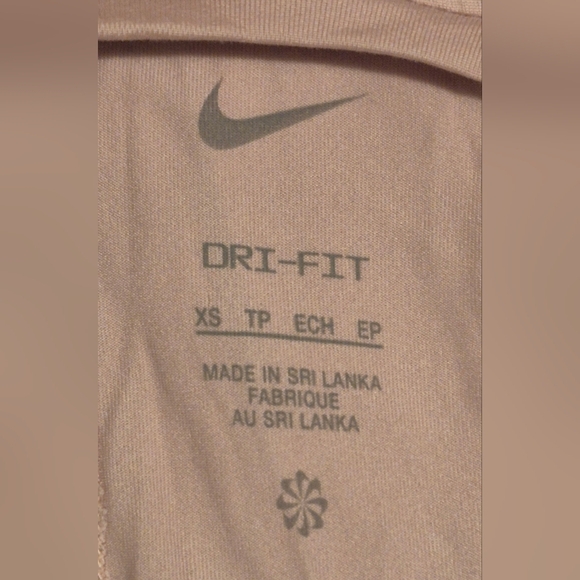 DRI-FIT
XS TP ECH EP
MADE IN SRI LANKA
FABRIQUE
AU SRI LANKA